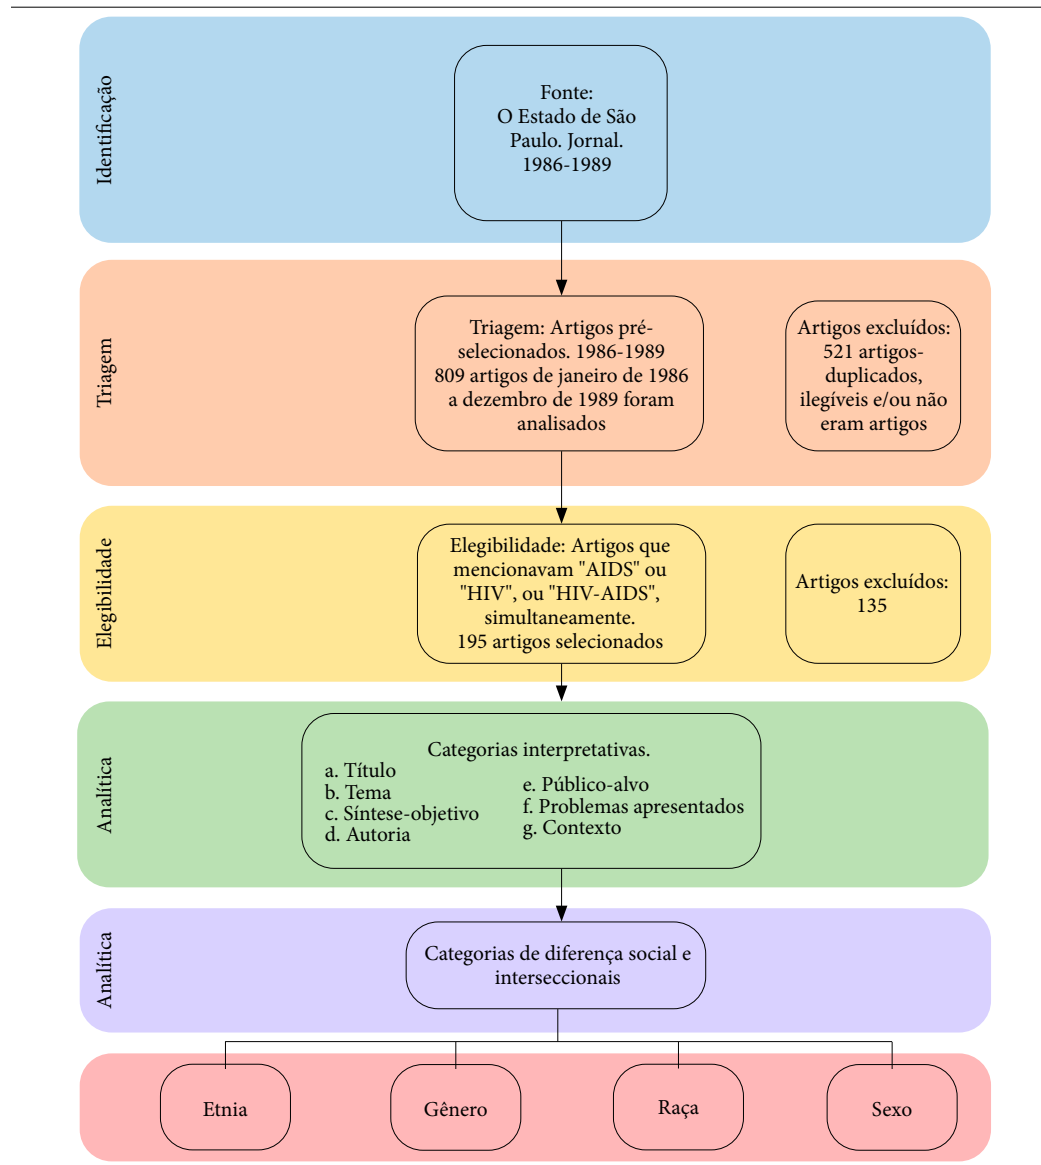 Identificação
Fonte:
O Estado de São
Paulo. Jornal.
1986-1989
Triagem
Triagem: Artigos pré-
selecionados. 1986-1989
809 artigos de janeiro de 1986
a dezembro de 1989 foram
analisados
Artigos excluídos:
521 artigos-
duplicados,
ilegíveis e/ou não
eram artigos
Elegibilidade
Elegibilidade: Artigos que
mencionavam "AIDS" ou
"HIV", ou "HIV-AIDS",
simultaneamente.
195 artigos selecionados
Artigos excluídos:
135
Analítica
Categorias interpretativas.
a. Título
b. Tema
c. Síntese-objetivo
d. Autoria
e. Público-alvo
f. Problemas apresentados
g. Contexto
Analítica
Categorias de diferença social e
interseccionais
Etnia
Gênero
Raça
Sexo